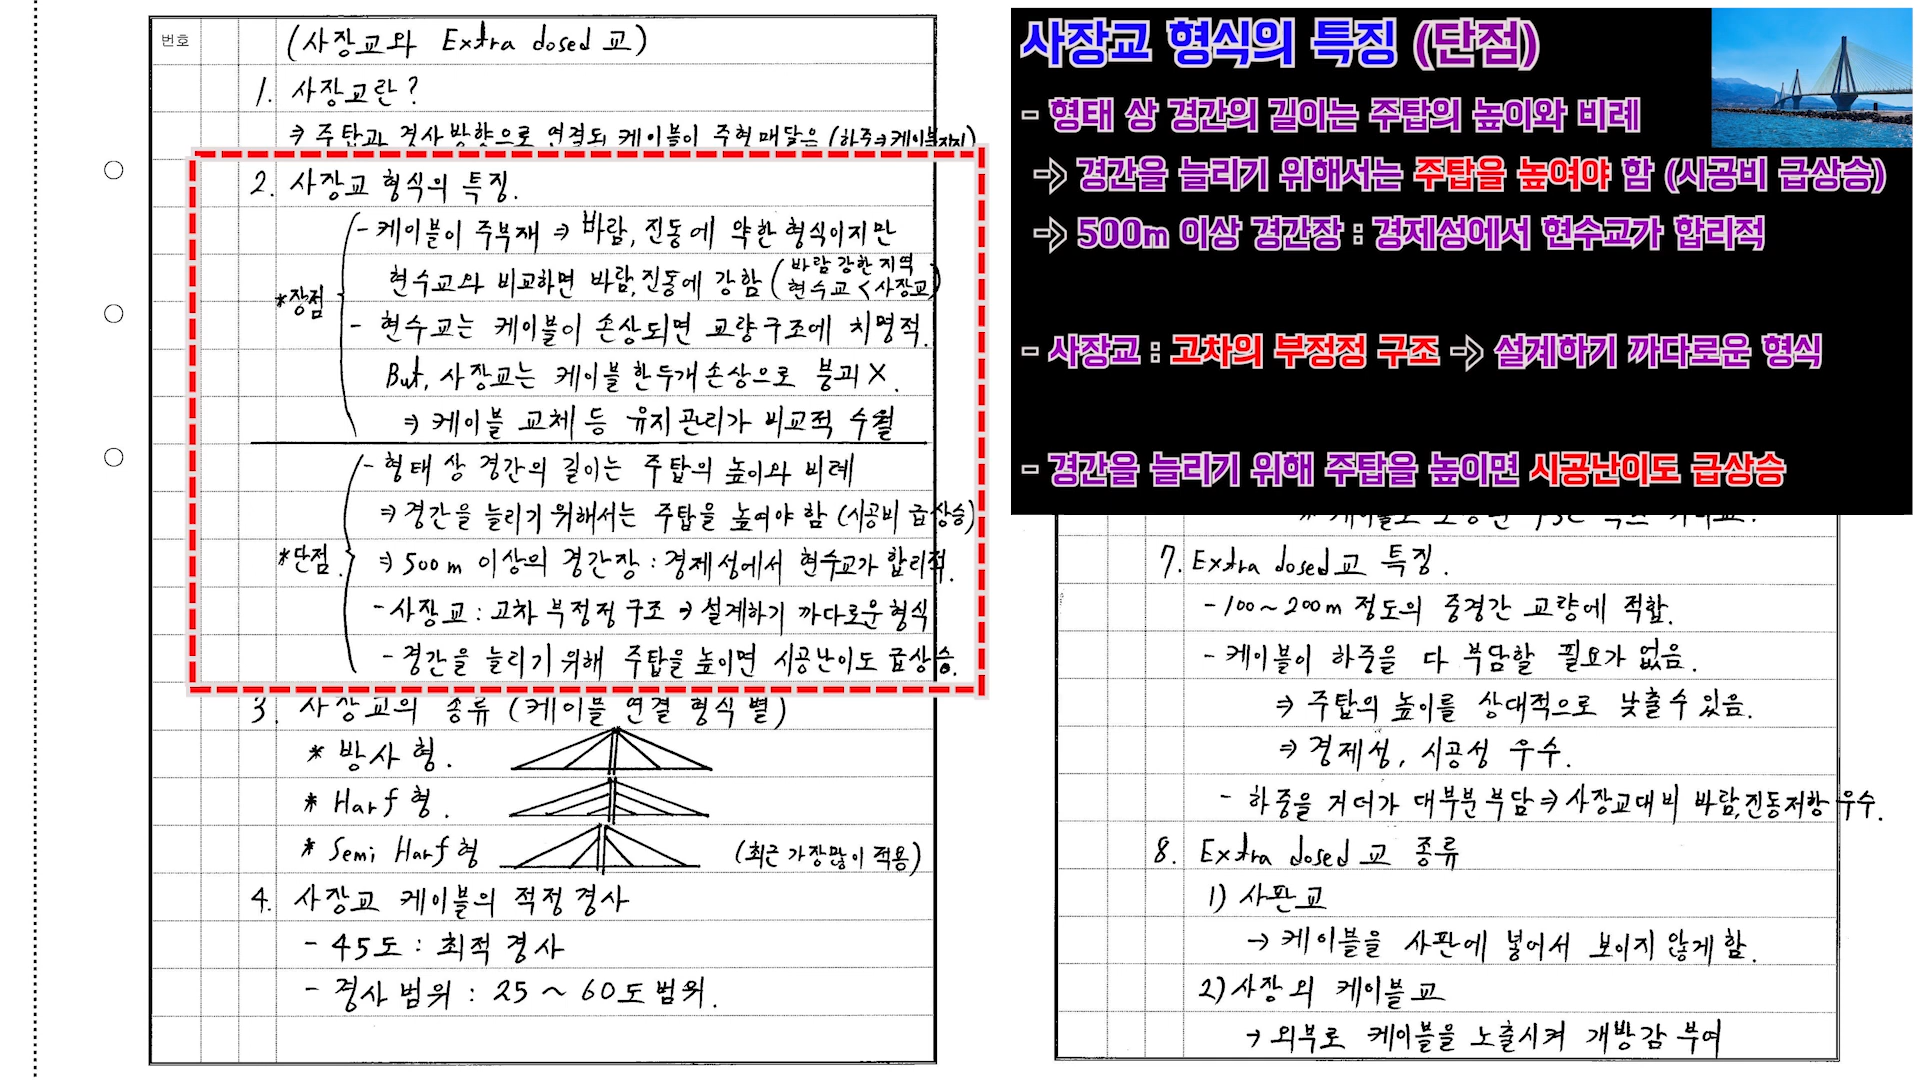 번호
(사장교와 Extra dosed 교)
1. 사장교란?
⇒ 주탑과 경사방향으로 연결된 케이블이 주형매달은 (하중⇒케이블지지)
2. 사장교 형식의 특징.
*장점
- 케이블이 주부재 ⇒ 바람, 진동에 약한 형식이지만
현수교와 비교하면 바람, 진동에 강함 (바람 강한 지역 현수교 < 사장교)
- 현수교는 케이블이 손상되면 교량구조에 치명적.
But, 사장교는 케이블 한두개 손상으로 붕괴 X.
⇒ 케이블 교체 등 유지관리가 비교적 수월
*단점.
- 형태 상 경간의 길이는 주탑의 높이와 비례
⇒ 경간을 늘리기 위해서는 주탑을 높여야 함 (시공비 급상승)
⇒ 500m 이상의 경간장 : 경제성에서 현수교가 합리적.
- 사장교 : 고차 부정정 구조 → 설계하기 까다로운 형식
- 경간을 늘리기 위해 주탑을 높이면 시공난이도 급상승.
3. 사장교의 종류 (케이블 연결 형식 별)
* 방사형.
* Harf 형.
* Semi Harf 형 (최근 가장많이 적용)
4. 사장교 케이블의 적정 경사
- 45도 : 최적 경사
- 경사 범위 : 25 ~ 60도 범위.
사장교 형식의 특징 (단점)
- 형태 상 경간의 길이는 주탑의 높이와 비례
-> 경간을 늘리기 위해서는 주탑을 높여야 함 (시공비 급상승)
-> 500m 이상 경간장 : 경제성에서 현수교가 합리적
- 사장교 : 고차의 부정정 구조 -> 설계하기 까다로운 형식
- 경간을 늘리기 위해 주탑을 높이면 시공난이도 급상승
7. Extra dosed교 특징.
- 100~200m 정도의 중경간 교량에 적합.
- 케이블이 하중을 다 부담할 필요가 없음.
⇒ 주탑의 높이를 상대적으로 낮출수 있음.
⇒ 경제성, 시공성 우수.
- 하중을 거더가 대부분 부담 ⇒ 사장교대비 바람,진동저항 우수.
8. Extra dosed 교 종류
1) 사판교
→ 케이블을 사판에 넣어서 보이지 않게 함.
2) 사장 외 케이블 교
→ 외부로 케이블을 노출시켜 개방감 부여